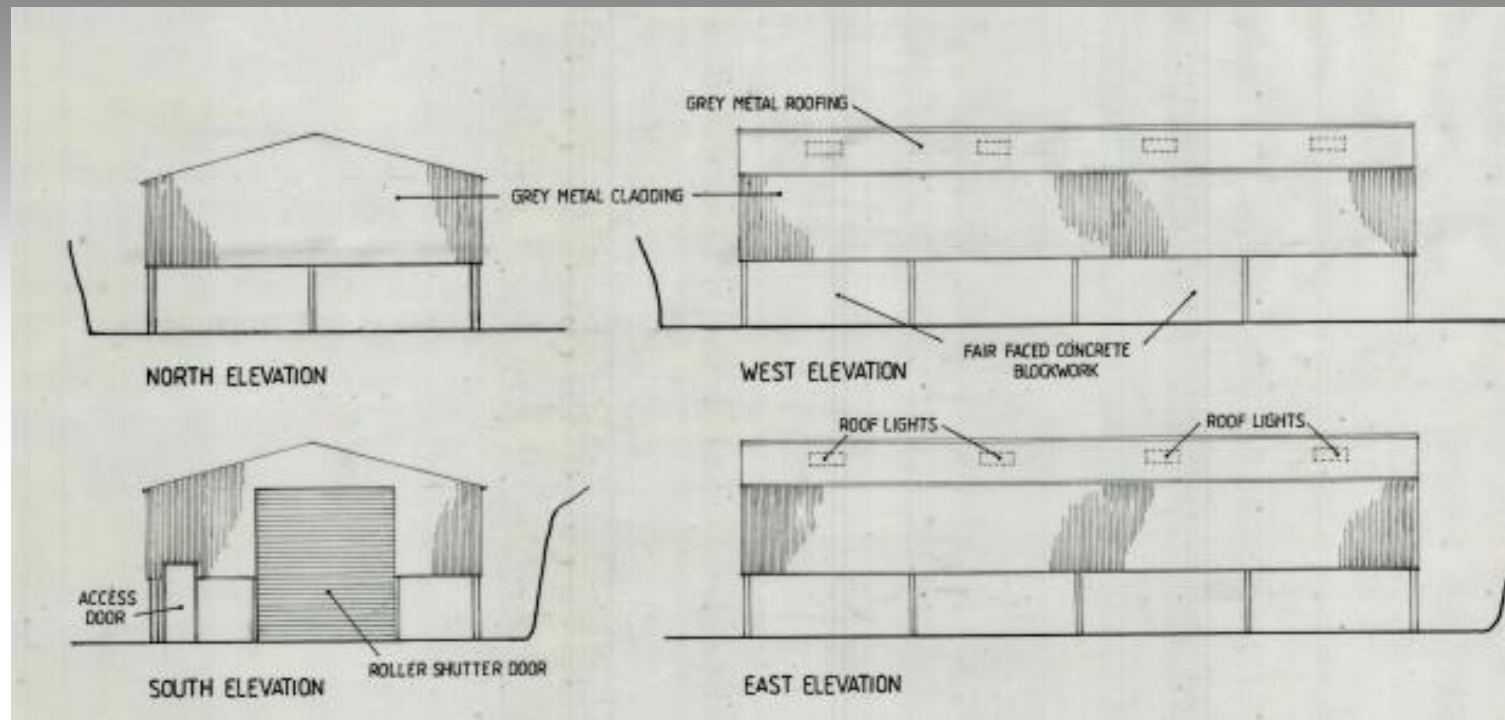 GREY METAL ROOFING
GREY METAL CLADDING
NORTH ELEVATION
WEST ELEVATION
FAIR FACED CONCRETE
BLOCKWORK
ROOF LIGHTS
ROOF LIGHTS
ACCESS
DOOR
ROLLER SHUTTER DOOR
SOUTH ELEVATION
EAST ELEVATION